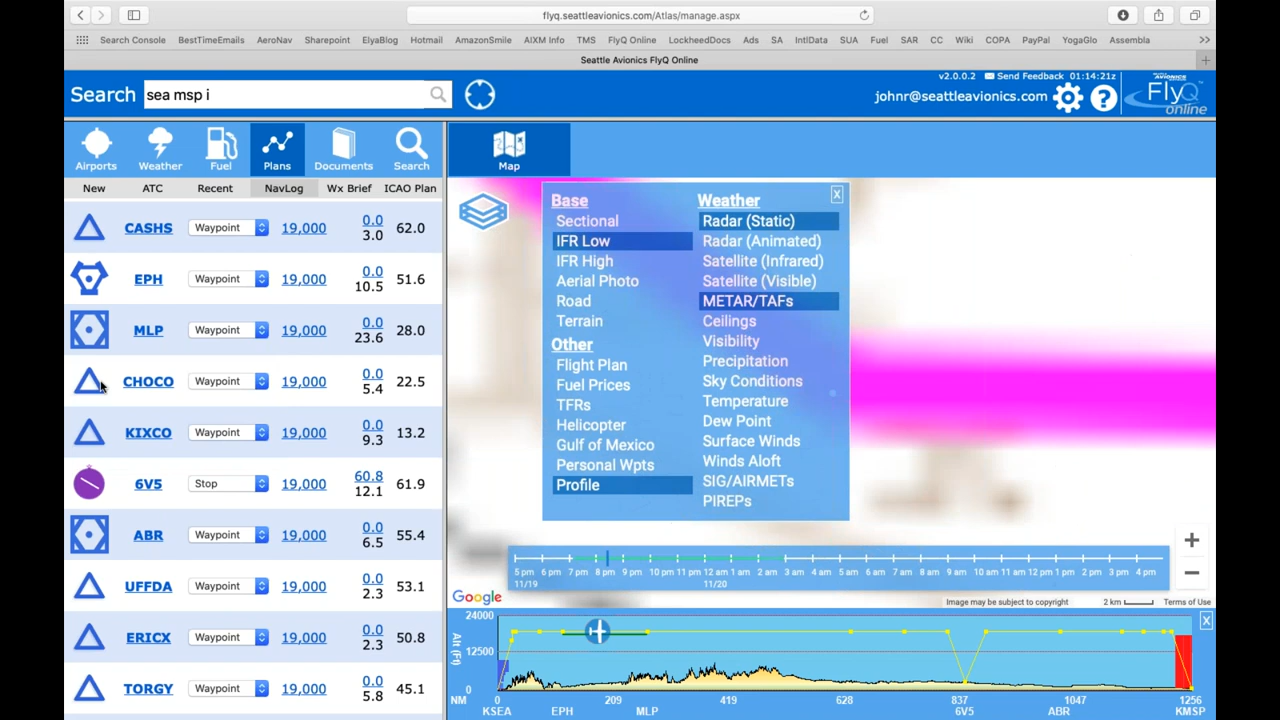 flyq.seattleavionics.com/Atlas/manage.aspx
Search Console BestTimeEmails AeroNav Sharepoint ElyaBlog Hotmail AmazonSmile AIXM Info TMS FlyQ Online LockheedDocs Ads SA IntlData SUA Fuel SAR CC Wiki COPA PayPal YogaGlo Assembla >>
Seattle Avionics FlyQ Online +
Search sea msp i
v2.0.0.2 Send Feedback 01:14:21z
johnr@seattleavionics.com ?
SEATTLE AVIONICS
FlyQ
online
Airports Weather Fuel Plans Documents Search
Map
New ATC Recent NavLog Wx Brief ICAO Plan
CASHS Waypoint 19,000 0.0 62.0
3.0
EPH Waypoint 19,000 0.0 51.6
10.5
MLP Waypoint 19,000 0.0 28.0
23.6
CHOCO Waypoint 19,000 0.0 22.5
5.4
KIXCO Waypoint 19,000 0.0 13.2
9.3
6V5 Stop 19,000 60.8 61.9
12.1
ABR Waypoint 19,000 0.0 55.4
6.5
UFFDA Waypoint 19,000 0.0 53.1
2.3
ERICX Waypoint 19,000 0.0 50.8
2.3
TORGY Waypoint 19,000 0.0 45.1
5.8
X
Base
Sectional
IFR Low
IFR High
Aerial Photo
Road
Terrain
Other
Flight Plan
Fuel Prices
TFRs
Helicopter
Gulf of Mexico
Personal Wpts
Profile
Weather
Radar (Static)
Radar (Animated)
Satellite (Infrared)
Satellite (Visible)
METAR/TAFs
Ceilings
Visibility
Precipitation
Sky Conditions
Temperature
Dew Point
Surface Winds
Winds Aloft
SIG/AIRMETs
PIREPs
+
−
5 pm 6 pm 7 pm 8 pm 9 pm 10 pm 11 pm 12 am 1 am 2 am 3 am 4 am 5 am 6 am 7 am 8 am 9 am 10 am 11 am 12 pm 1 pm 2 pm 3 pm 4 pm
11/19 11/20
Google Image may be subject to copyright 2 km Terms of Use
X
Alt (Ft)
24000
12500
0
NM 0 209 419 628 837 1047 1256
KSEA EPH MLP 6V5 ABR KMSP